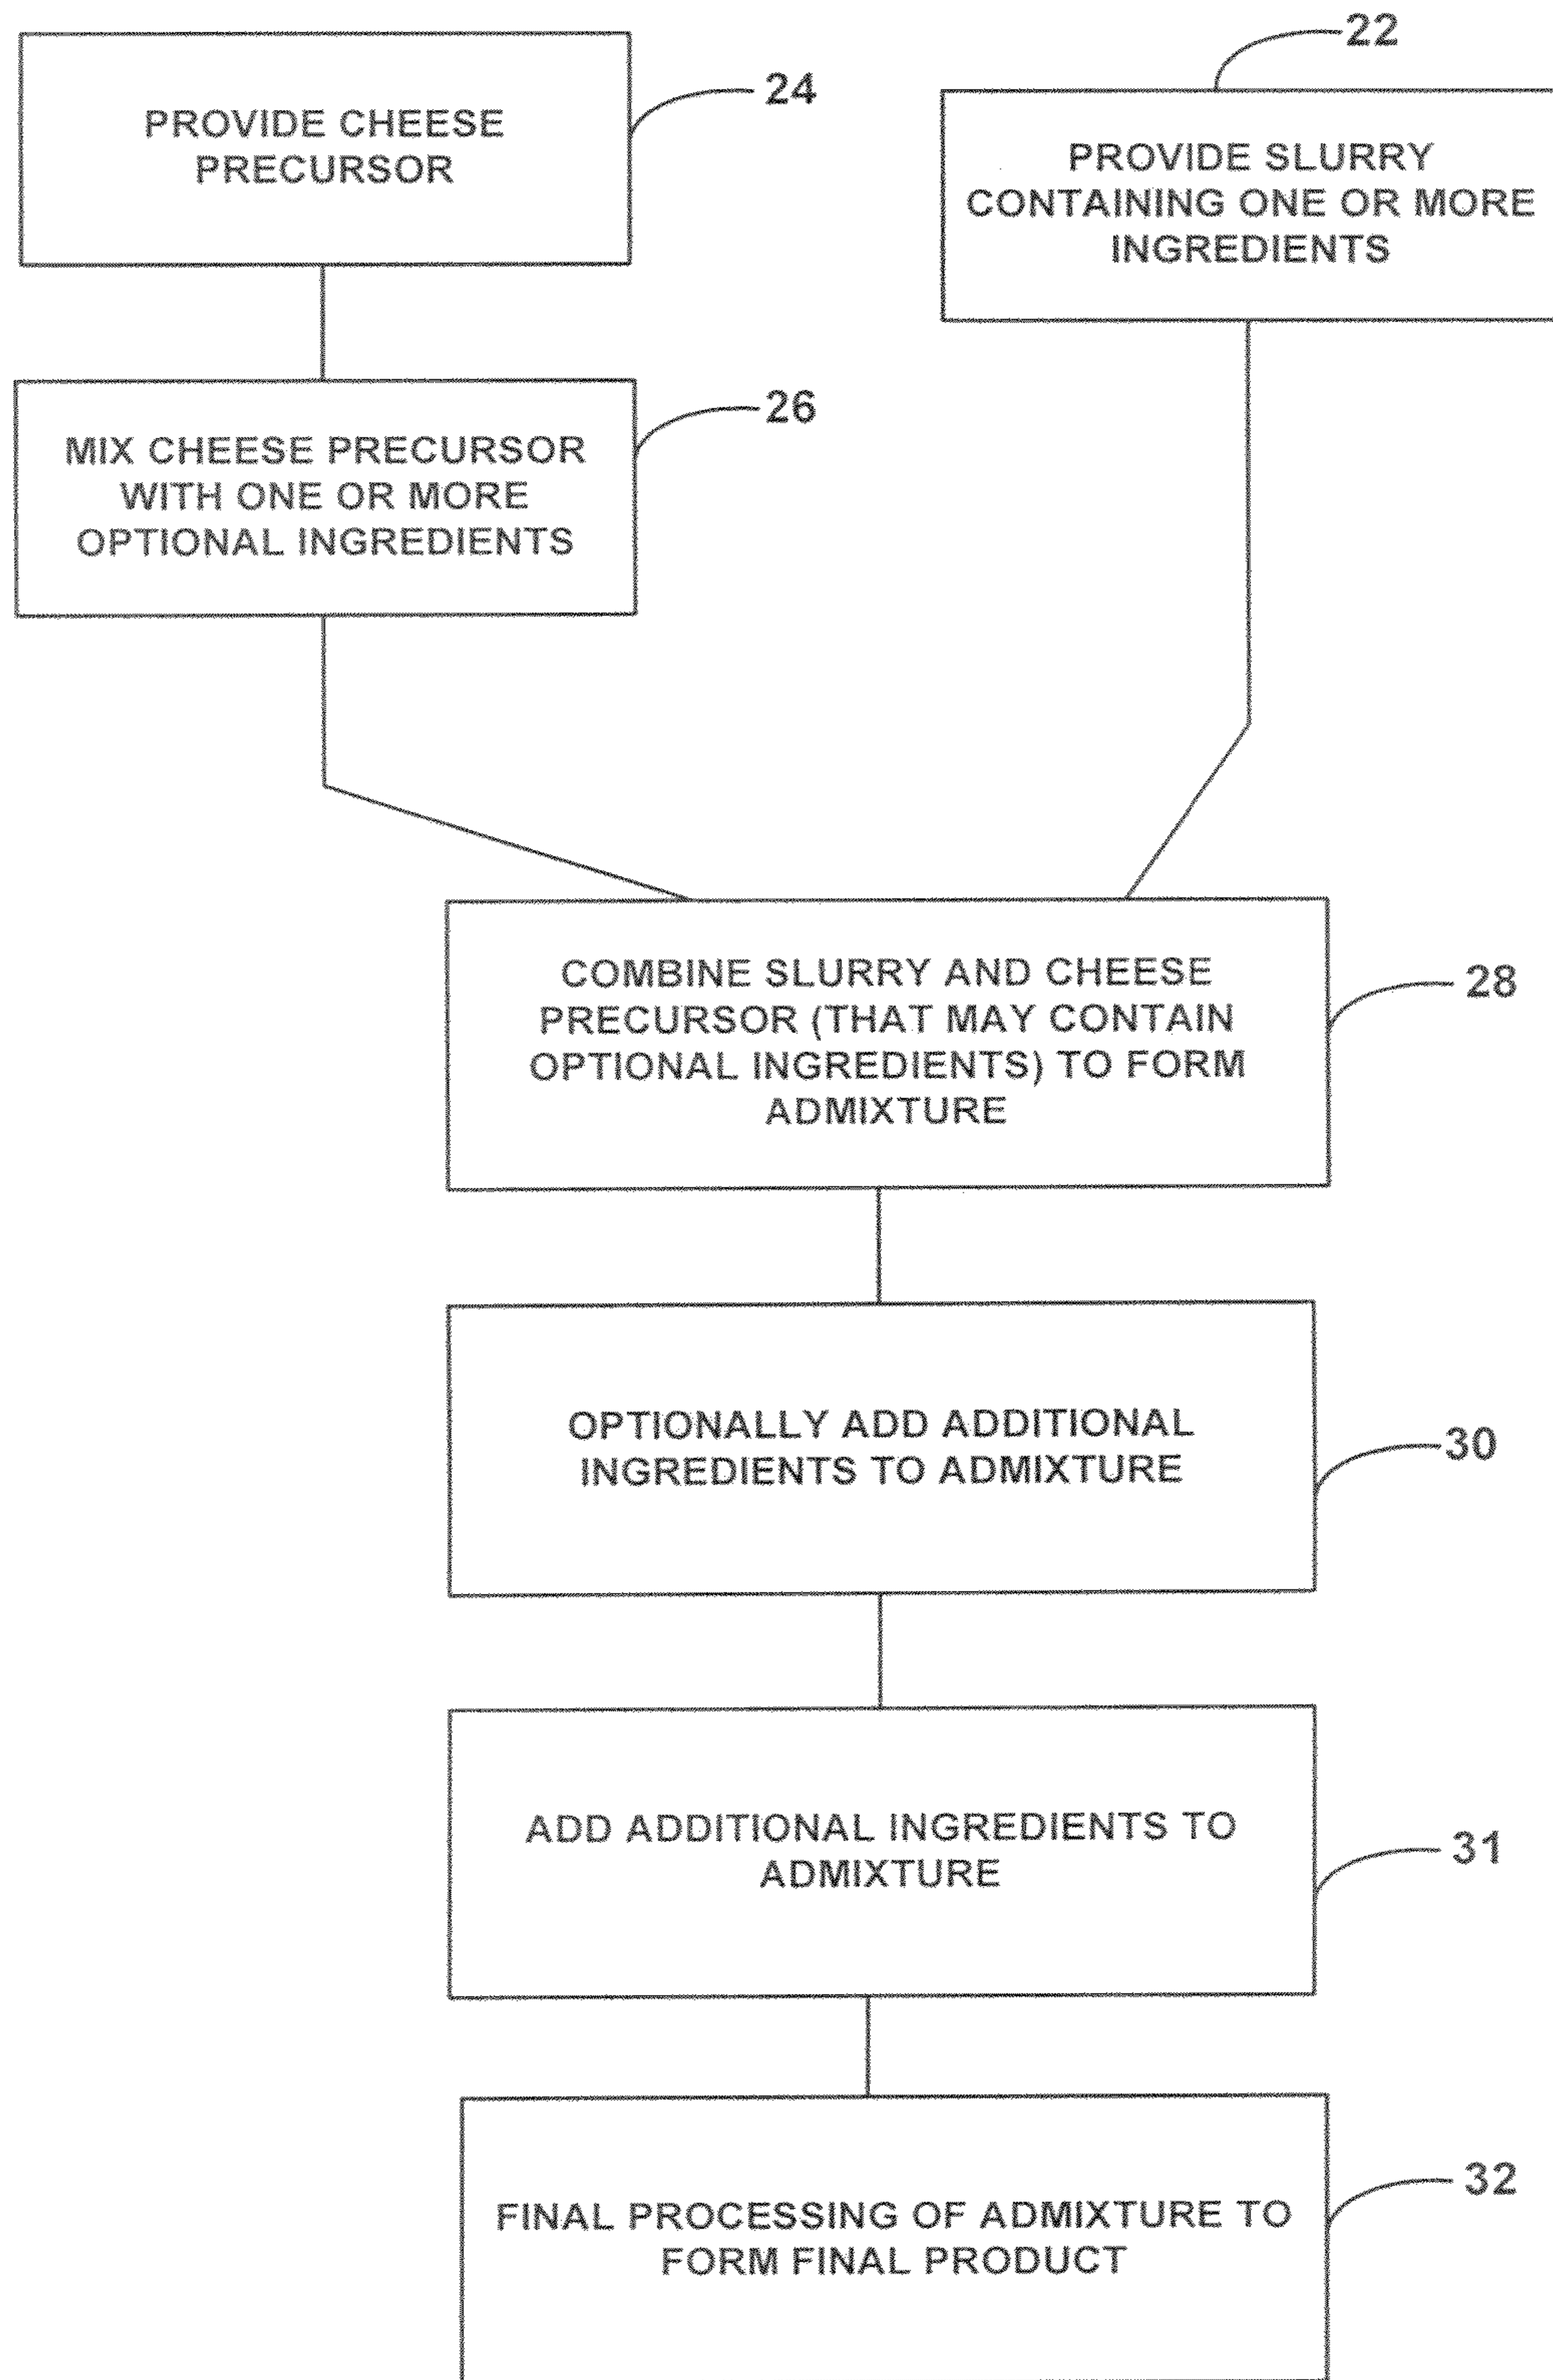 24
PROVIDE CHEESE
PRECURSOR
22
PROVIDE SLURRY
CONTAINING ONE OR MORE
INGREDIENTS
26
MIX CHEESE PRECURSOR
WITH ONE OR MORE
OPTIONAL INGREDIENTS
28
COMBINE SLURRY AND CHEESE
PRECURSOR (THAT MAY CONTAIN
OPTIONAL INGREDIENTS) TO FORM
ADMIXTURE
30
OPTIONALLY ADD ADDITIONAL
INGREDIENTS TO ADMIXTURE
31
ADD ADDITIONAL INGREDIENTS TO
ADMIXTURE
32
FINAL PROCESSING OF ADMIXTURE TO
FORM FINAL PRODUCT